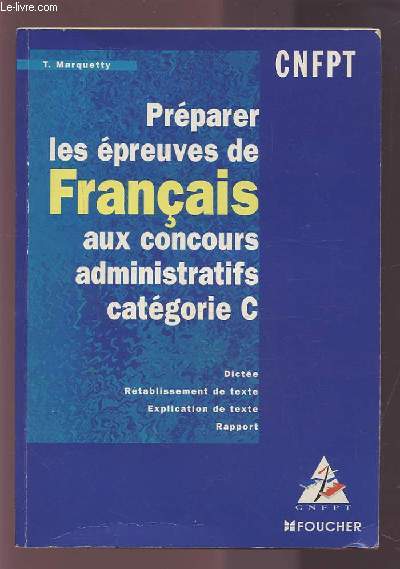 Le-livre.com
T. Marquetty
CNFPT
Préparer
les épreuves de
Français
aux concours
administratifs
catégorie C
Dictée
Rétablissement de texte
Explication de texte
Rapport
CNFPT
FOUCHER